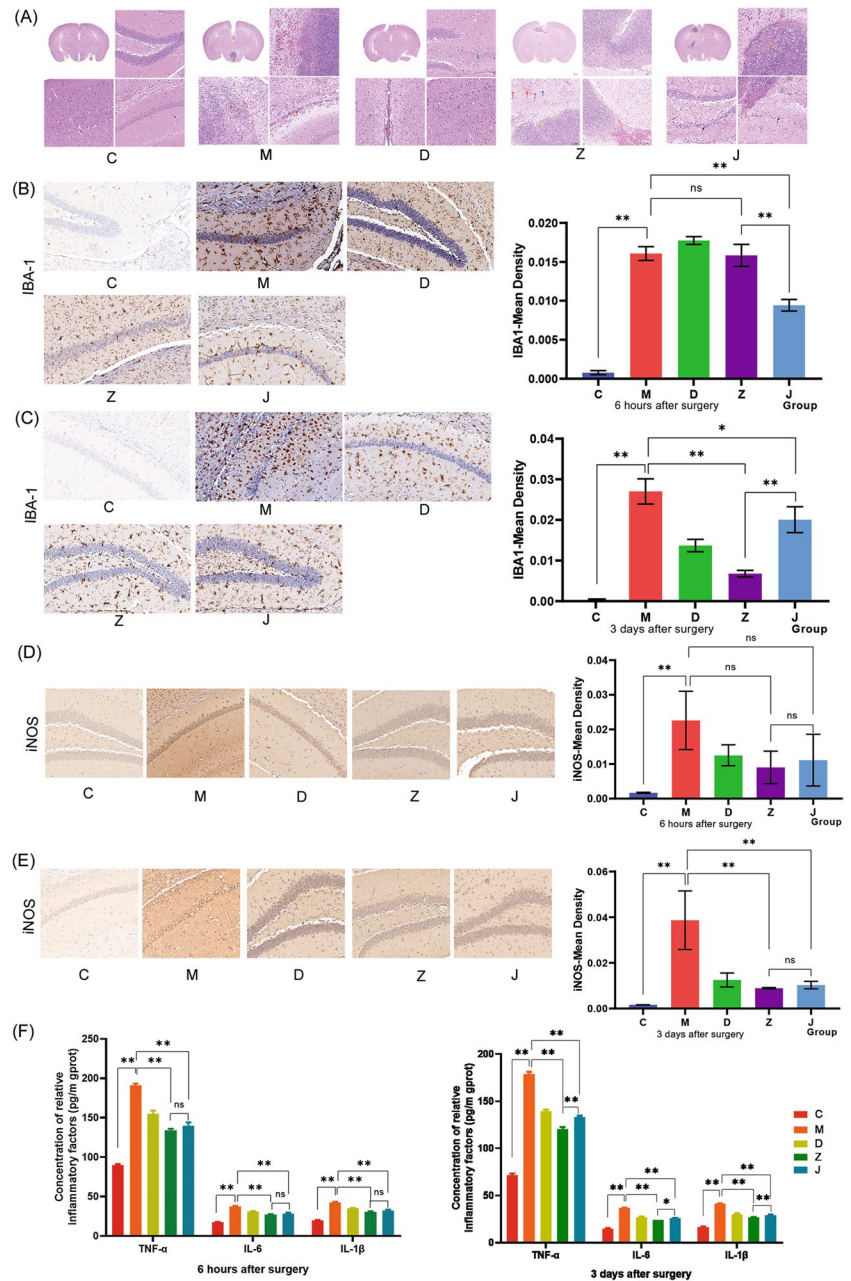 (A)
C
M
D
Z
J
(B)
IBA-1
C
M
D
Z
J
IBA1-Mean Density
0.020
0.015
0.010
0.005
0.000
**
**
ns
**
C
M
D
Z
J
6 hours after surgery
Group
(C)
IBA-1
C
M
D
Z
J
IBA1-Mean Density
0.04
0.03
0.02
0.01
0.00
**
*
**
**
C
M
D
Z
J
3 days after surgery
Group
(D)
iNOS
C
M
D
Z
J
iNOS-Mean Density
0.04
0.03
0.02
0.01
0.00
**
ns
ns
ns
C
M
D
Z
J
6 hours after surgery
Group
(E)
iNOS
C
M
D
Z
J
iNOS-Mean Density
0.06
0.04
0.02
0.00
**
**
**
ns
C
M
D
Z
J
3 days after surgery
Group
(F)
Concentration of relative
Inflammatory factors (pg/m gprot)
250
200
150
100
50
0
**
**
**
ns
**
**
**
ns
**
**
**
ns
TNF-α
IL-6
IL-1β
6 hours after surgery
Concentration of relative
Inflammatory factors (pg/m gprot)
200
150
100
50
0
**
**
**
**
**
**
**
*
**
**
**
**
TNF-α
IL-6
IL-1β
3 days after surgery
C
M
D
Z
J